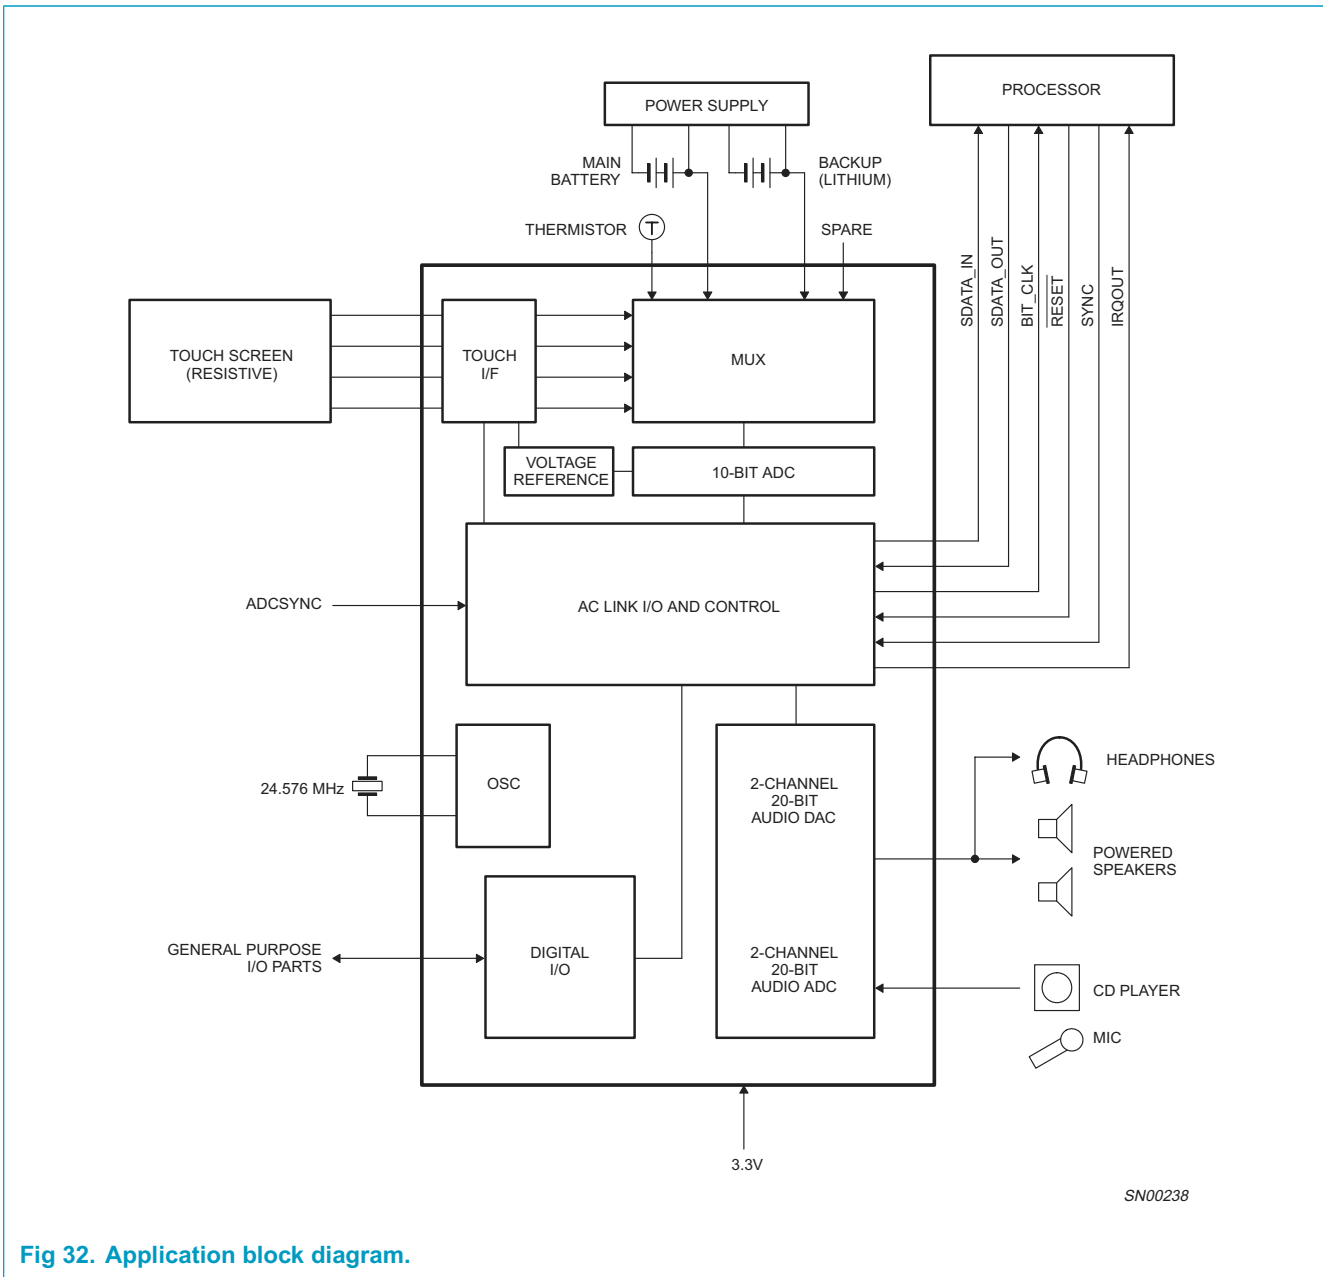 PROCESSOR
POWER SUPPLY
MAIN
BATTERY
BACKUP
(LITHIUM)
THERMISTOR
T
SPARE
SDATA_IN
SDATA_OUT
BIT_CLK
RESET
SYNC
IRQOUT
TOUCH SCREEN
(RESISTIVE)
TOUCH
I/F
MUX
VOLTAGE
REFERENCE
10-BIT ADC
ADCSYNC
AC LINK I/O AND CONTROL
24.576 MHz
OSC
2-CHANNEL
20-BIT
AUDIO DAC
HEADPHONES
POWERED
SPEAKERS
GENERAL PURPOSE
I/O PARTS
DIGITAL
I/O
2-CHANNEL
20-BIT
AUDIO ADC
CD PLAYER
MIC
3.3V
SN00238
Fig 32. Application block diagram.